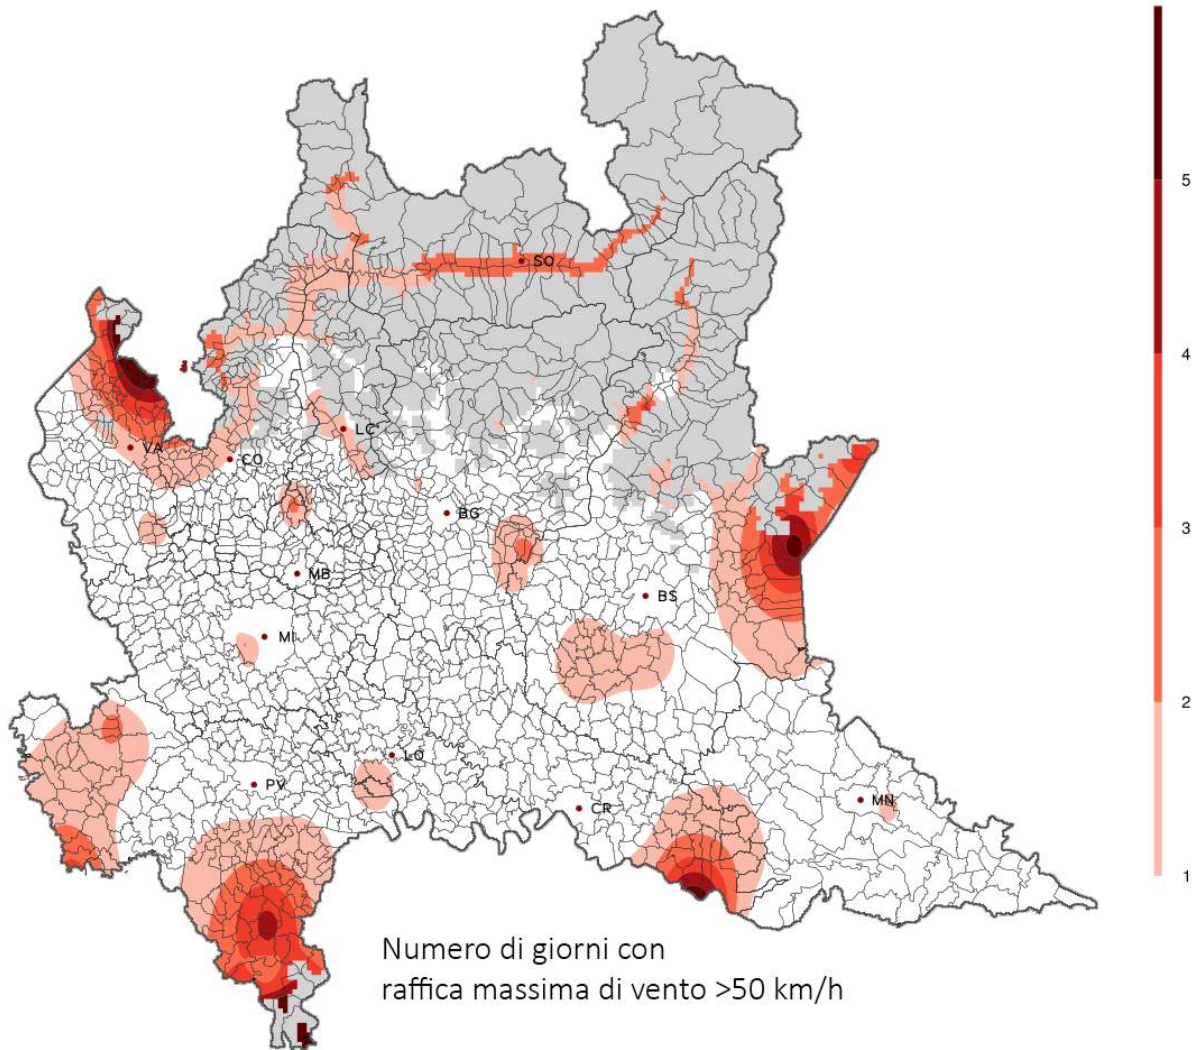 5
SO
4
LC
VA
CO
3
BG
MB
BS
MI
2
LO
PV
MN
CR
1
Numero di giorni con
raffica massima di vento >50 km/h